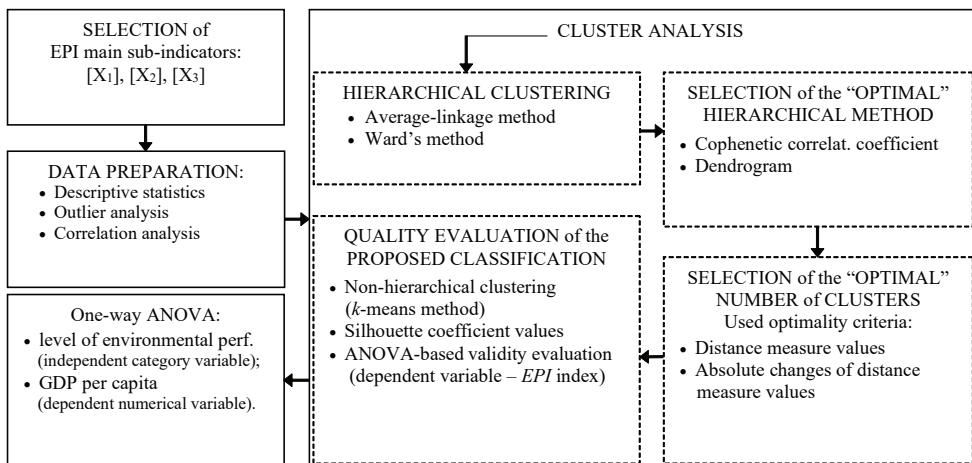 SELECTION of
EPI main sub-indicators:
[X₁], [X₂], [X₃]
DATA PREPARATION:
• Descriptive statistics
• Outlier analysis
• Correlation analysis
CLUSTER ANALYSIS
HIERARCHICAL CLUSTERING
• Average-linkage method
• Ward’s method
SELECTION of the “OPTIMAL”
HIERARCHICAL METHOD
• Cophenetic correlat. coefficient
• Dendrogram
SELECTION of the “OPTIMAL”
NUMBER of CLUSTERS
Used optimality criteria:
• Distance measure values
• Absolute changes of distance
measure values
QUALITY EVALUATION of the
PROPOSED CLASSIFICATION
• Non-hierarchical clustering
(k-means method)
• Silhouette coefficient values
• ANOVA-based validity evaluation
(dependent variable – EPI index)
One-way ANOVA:
• level of environmental perf.
(independent category variable);
• GDP per capita
(dependent numerical variable).